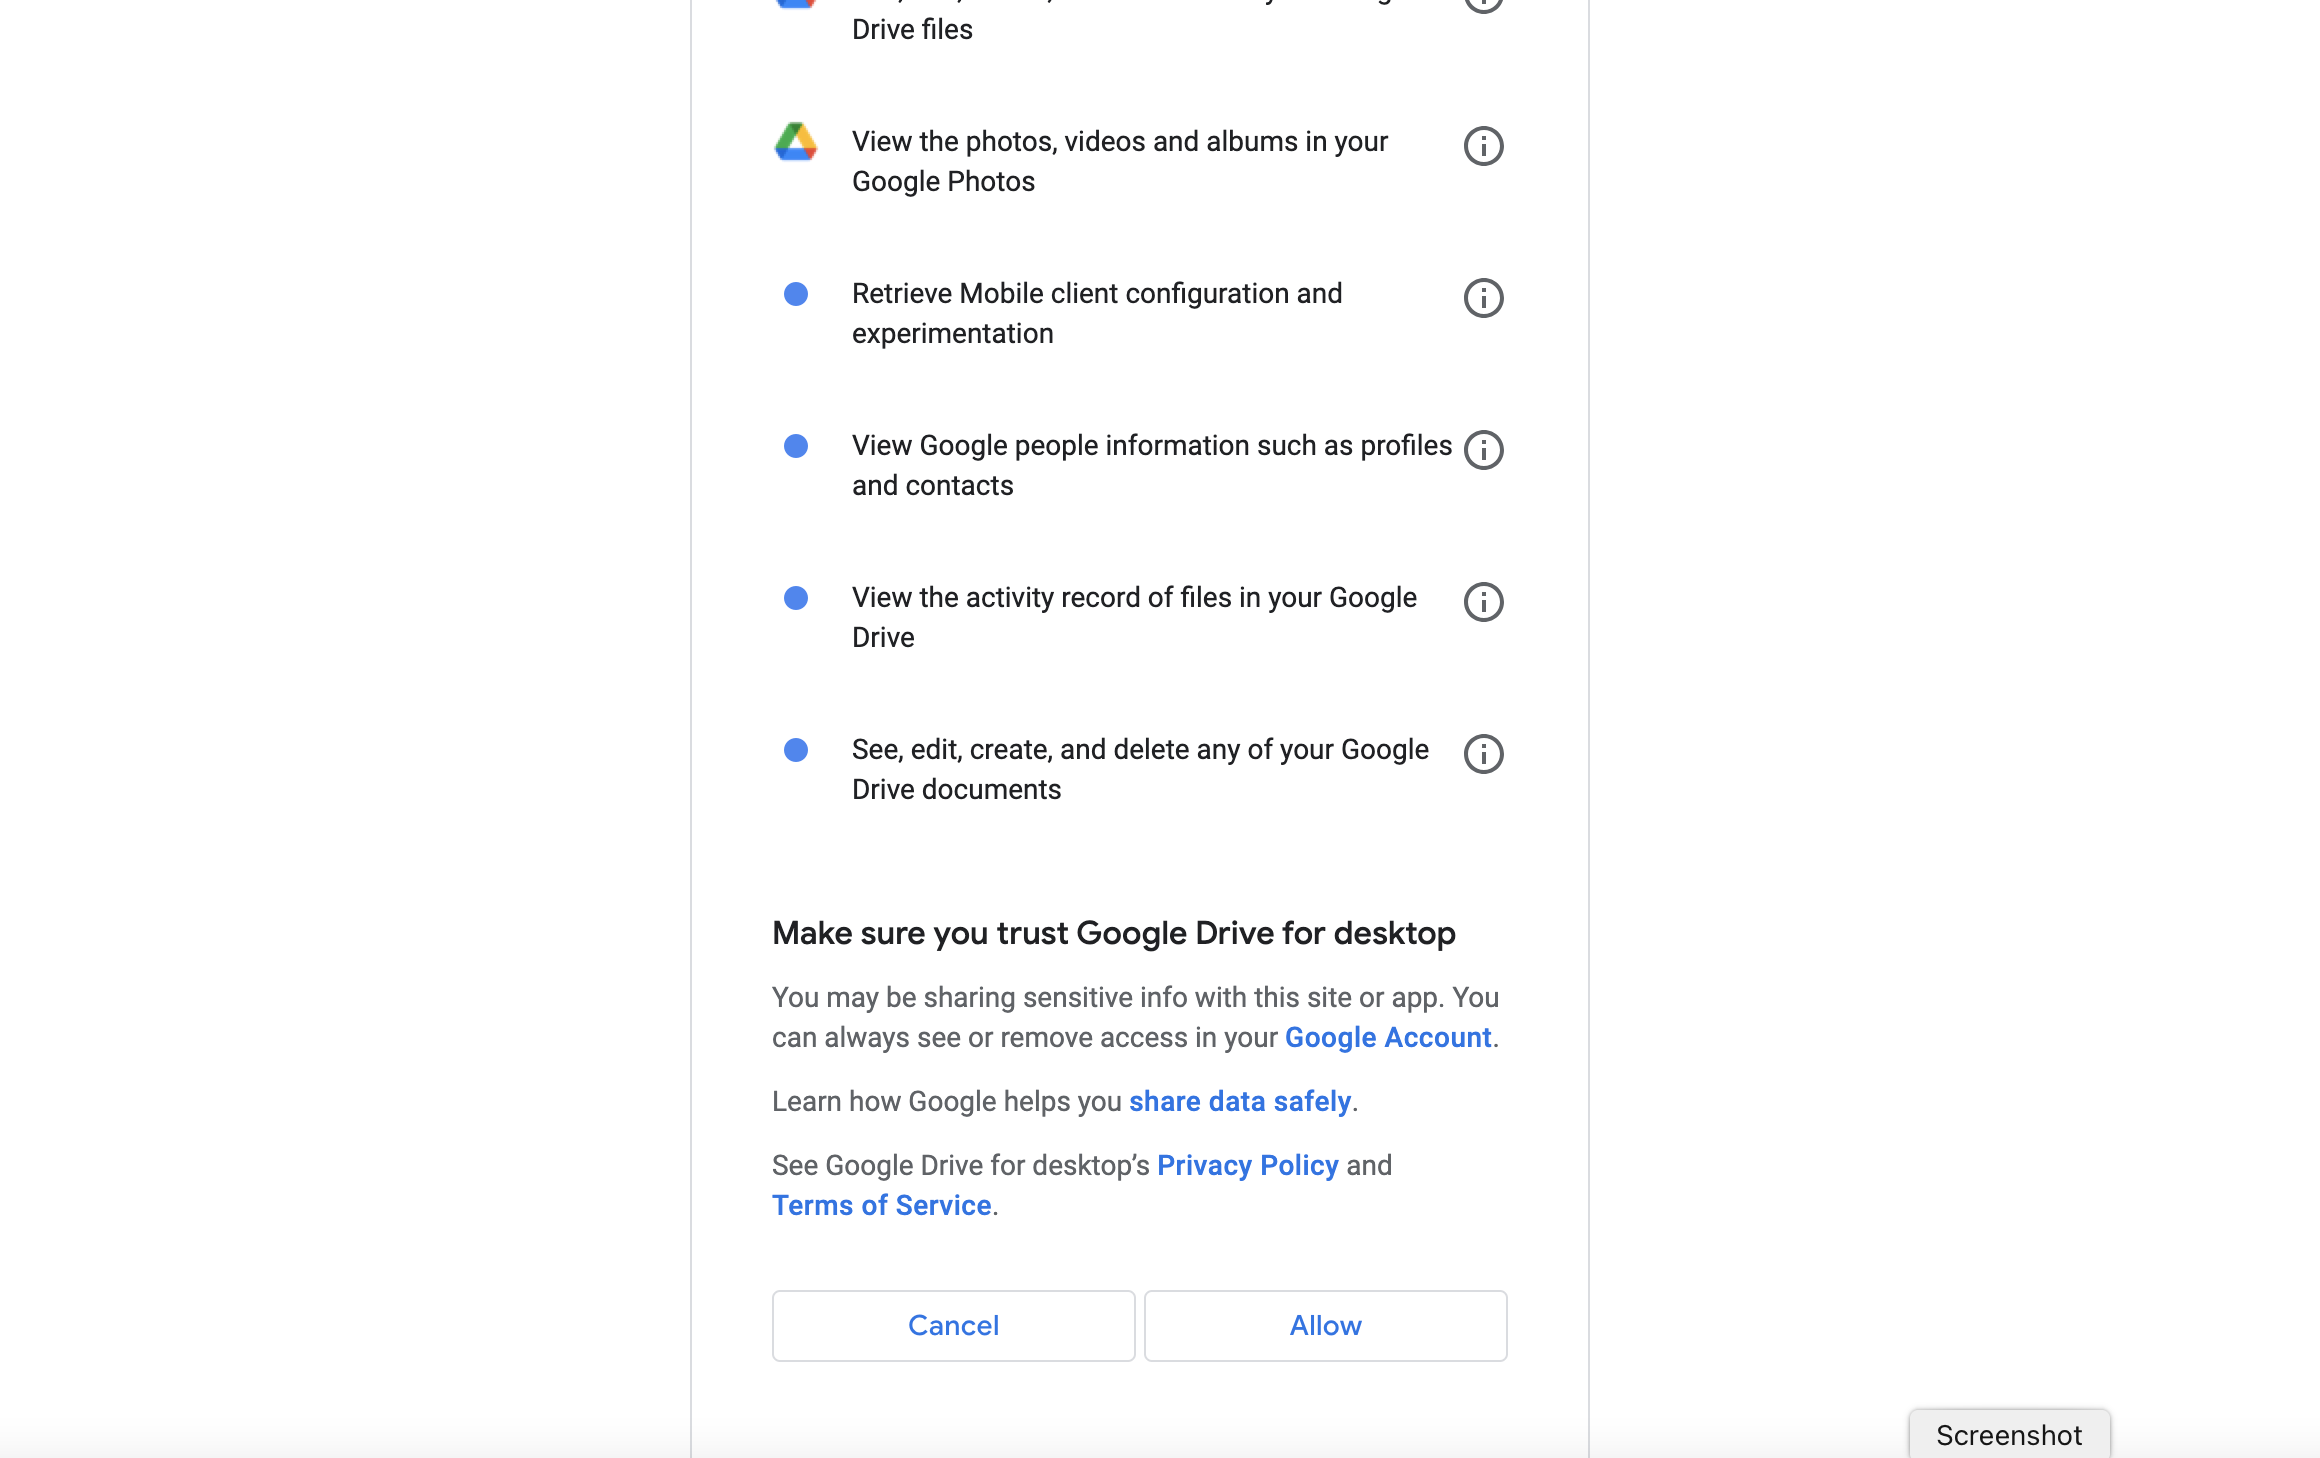 Drive files
View the photos, videos and albums in your
Google Photos
Retrieve Mobile client configuration and
experimentation
View Google people information such as profiles
and contacts
View the activity record of files in your Google
Drive
See, edit, create, and delete any of your Google
Drive documents
Make sure you trust Google Drive for desktop
You may be sharing sensitive info with this site or app. You
can always see or remove access in your Google Account.
Learn how Google helps you share data safely.
See Google Drive for desktop’s Privacy Policy and
Terms of Service.
Cancel
Allow
Screenshot